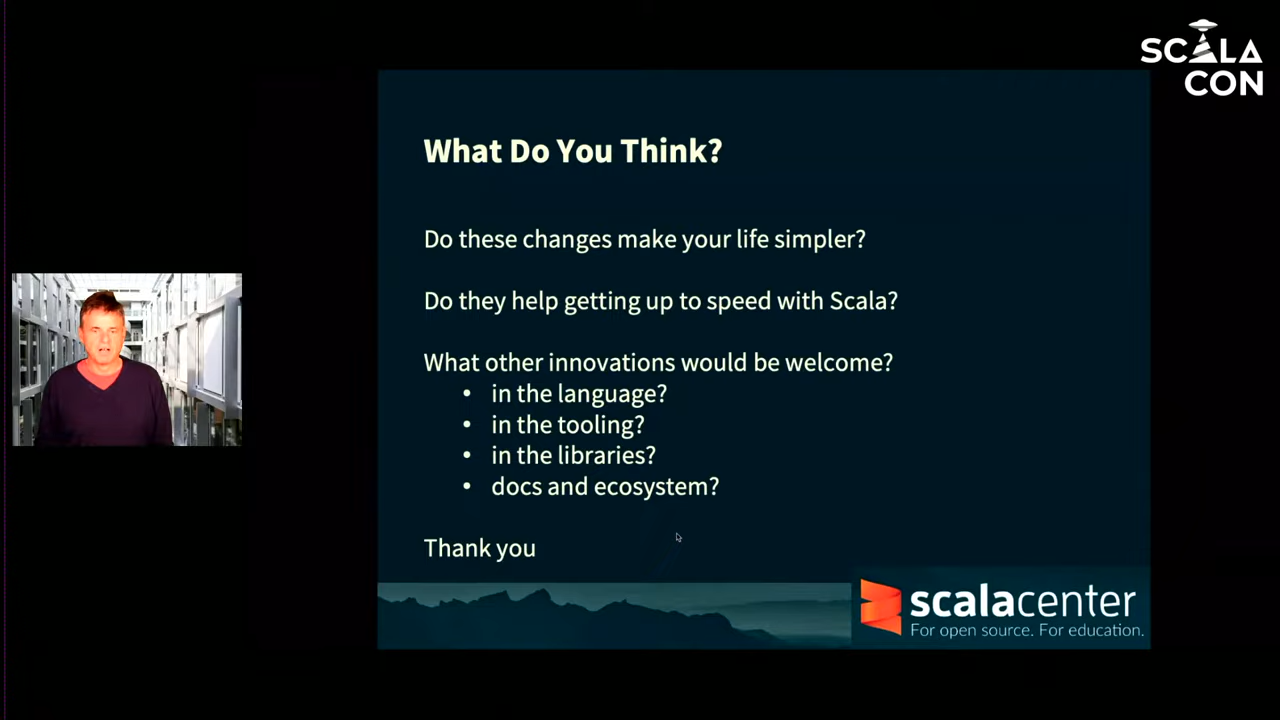 SCALA
CON
What Do You Think?
Do these changes make your life simpler?
Do they help getting up to speed with Scala?
What other innovations would be welcome?
• in the language?
• in the tooling?
• in the libraries?
• docs and ecosystem?
Thank you
scalacenter
For open source. For education.